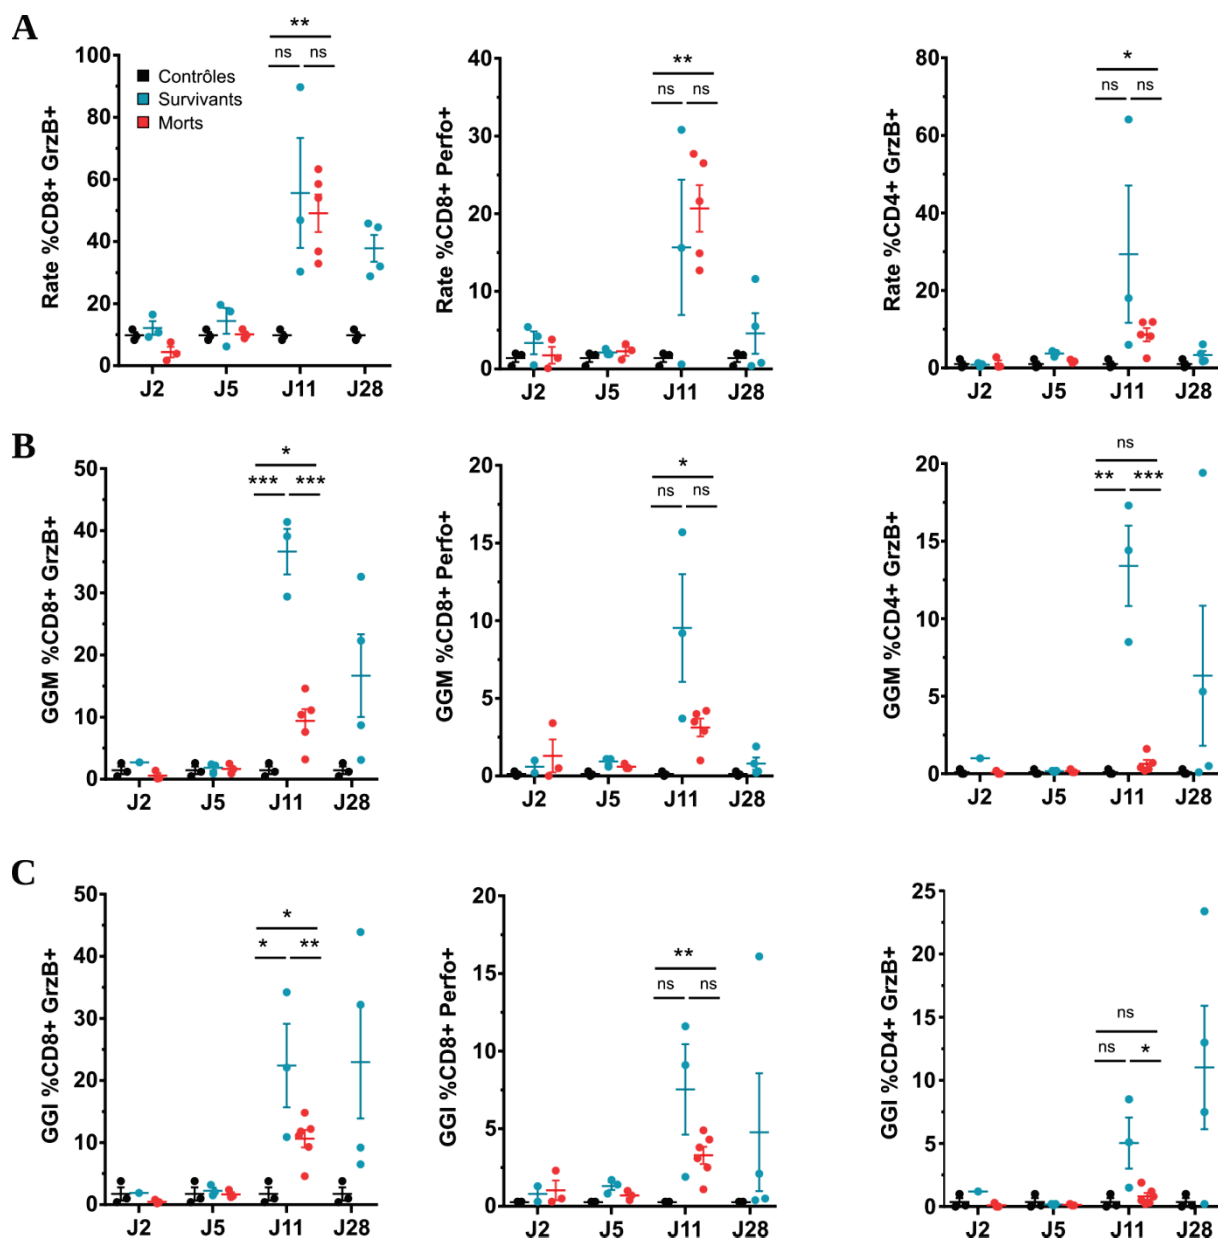 A
Rate %CD8+ GrzB+
100
80
60
40
20
0
Contrôles
Survivants
Morts
**
ns ns
J2 J5 J11 J28
Rate %CD8+ Perfo+
40
30
20
10
0
**
ns ns
J2 J5 J11 J28
Rate %CD4+ GrzB+
80
60
40
20
0
*
ns ns
J2 J5 J11 J28
B
GGM %CD8+ GrzB+
50
40
30
20
10
0
*
*** ***
J2 J5 J11 J28
GGM %CD8+ Perfo+
20
15
10
5
0
*
ns ns
J2 J5 J11 J28
GGM %CD4+ GrzB+
20
15
10
5
0
ns
** ***
J2 J5 J11 J28
C
GGI %CD8+ GrzB+
50
40
30
20
10
0
*
* **
J2 J5 J11 J28
GGI %CD8+ Perfo+
20
15
10
5
0
**
ns ns
J2 J5 J11 J28
GGI %CD4+ GrzB+
25
20
15
10
5
0
ns
ns *
J2 J5 J11 J28